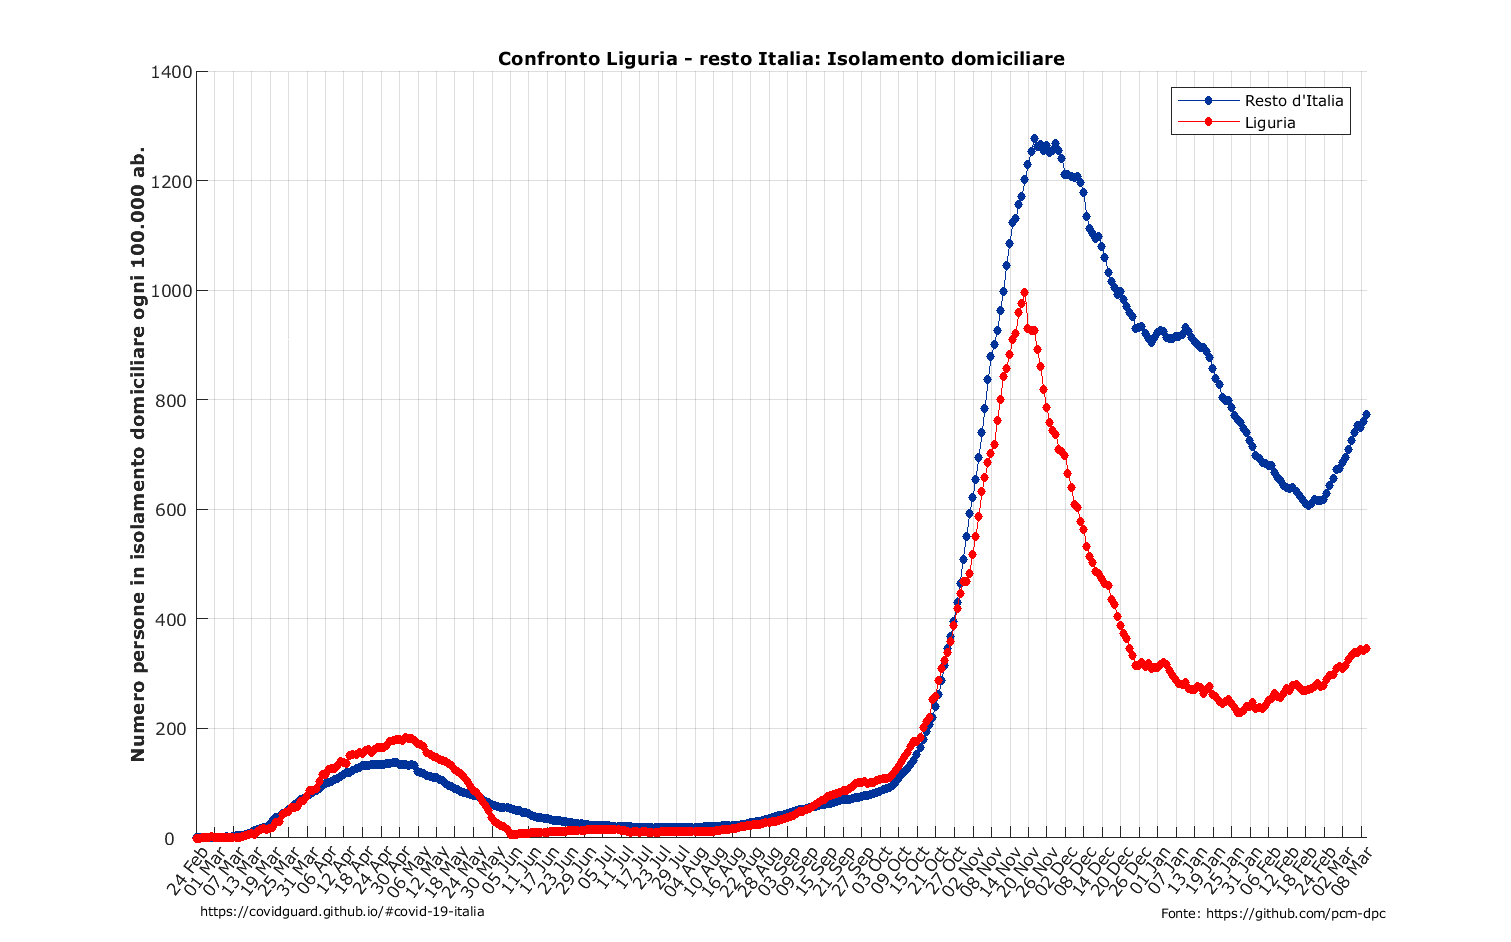 Confronto Liguria - resto Italia: Isolamento domiciliare
Numero persone in isolamento domiciliare ogni 100.000 ab.
1400
1200
1000
800
600
400
200
0
Resto d'Italia
Liguria
24 Feb
01 Mar
07 Mar
13 Mar
19 Mar
25 Mar
31 Mar
06 Apr
12 Apr
18 Apr
24 Apr
30 Apr
06 May
12 May
18 May
24 May
30 May
05 Jun
11 Jun
17 Jun
23 Jun
29 Jun
05 Jul
11 Jul
17 Jul
23 Jul
29 Jul
04 Aug
10 Aug
16 Aug
22 Aug
28 Aug
03 Sep
09 Sep
15 Sep
21 Sep
27 Sep
03 Oct
09 Oct
15 Oct
21 Oct
27 Oct
02 Nov
08 Nov
14 Nov
20 Nov
26 Nov
02 Dec
08 Dec
14 Dec
20 Dec
26 Dec
01 Jan
07 Jan
13 Jan
19 Jan
25 Jan
31 Jan
06 Feb
12 Feb
18 Feb
24 Feb
02 Mar
08 Mar
https://covidguard.github.io/#covid-19-italia
Fonte: https://github.com/pcm-dpc